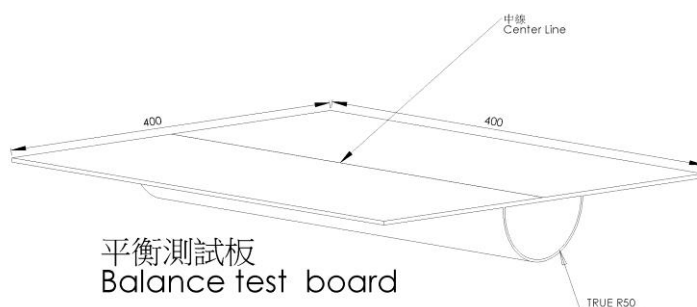 中線
Center Line
400
400
平衡測試板
Balance test board
TRUE R50